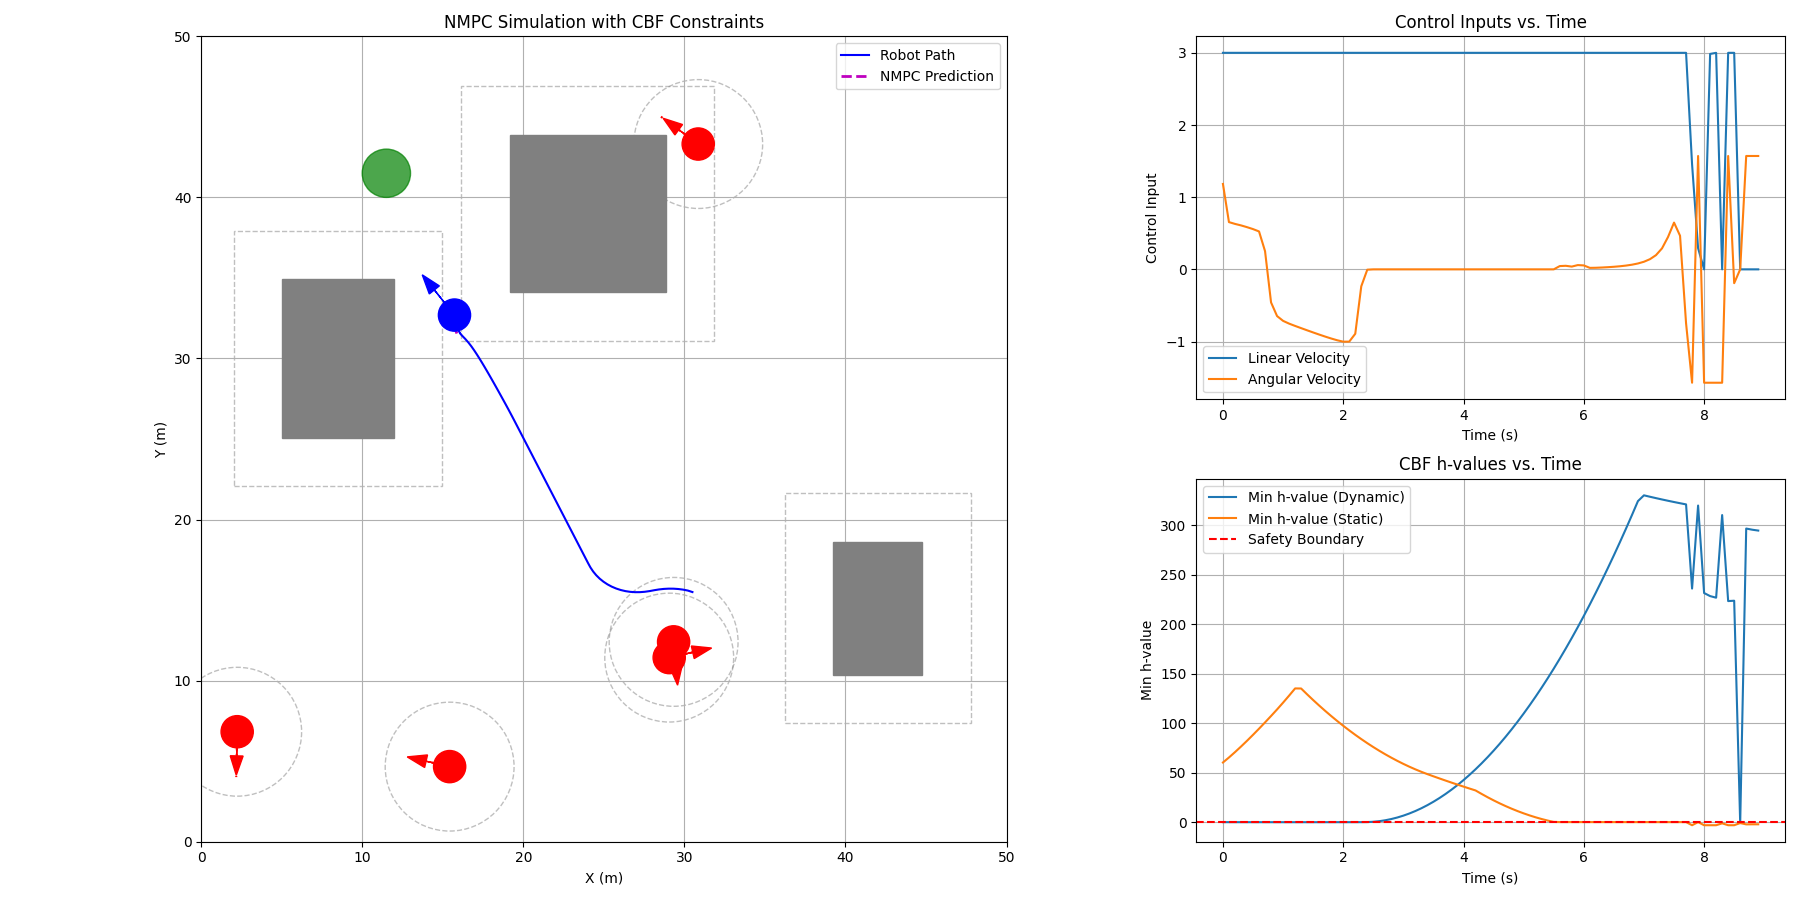 NMPC Simulation with CBF Constraints
50
40
30
20
10
0
Y (m)
Robot Path
NMPC Prediction
0 10 20 30 40 50
X (m)
Control Inputs vs. Time
3
2
1
0
−1
Control Input
Linear Velocity
Angular Velocity
0 2 4 6 8
Time (s)
CBF h-values vs. Time
Min h-value (Dynamic)
Min h-value (Static)
Safety Boundary
300
250
200
150
100
50
0
Min h-value
0 2 4 6 8
Time (s)